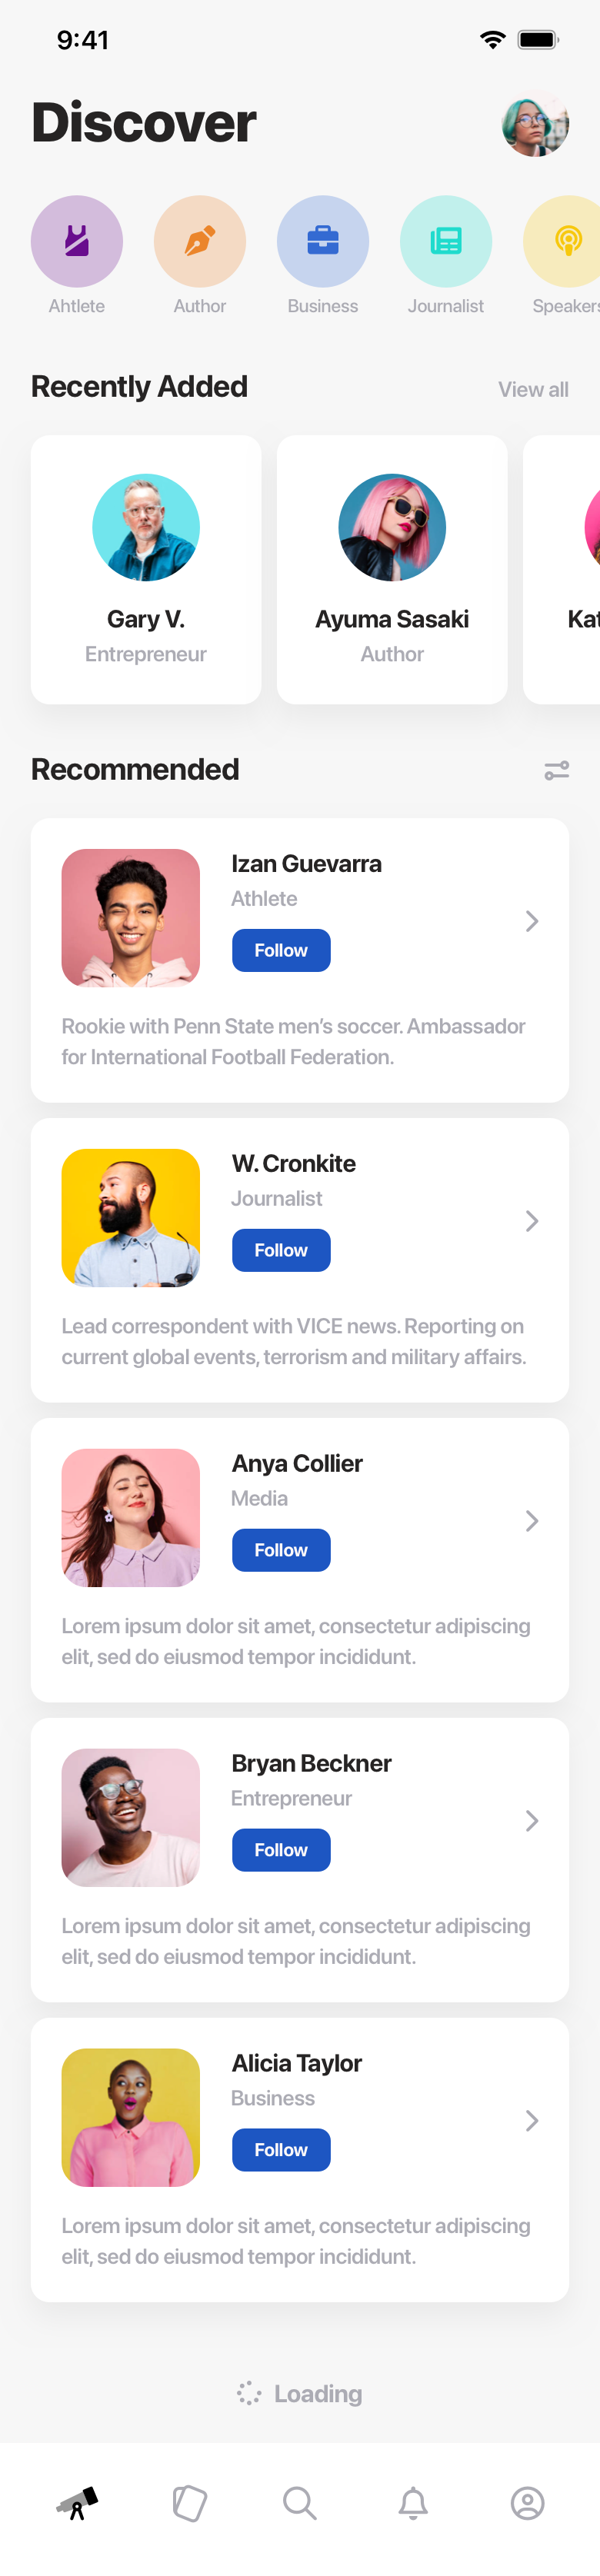 9:41
Discover
Ahtlete
Author
Business
Journalist
Speakers
Recently Added
View all
Gary V.
Entrepreneur
Ayuma Sasaki
Author
Kat
Recommended
Izan Guevarra
Athlete
Follow
Rookie with Penn State men’s soccer. Ambassador
for International Football Federation.
W. Cronkite
Journalist
Follow
Lead correspondent with VICE news. Reporting on
current global events, terrorism and military affairs.
Anya Collier
Media
Follow
Lorem ipsum dolor sit amet, consectetur adipiscing
elit, sed do eiusmod tempor incididunt.
Bryan Beckner
Entrepreneur
Follow
Lorem ipsum dolor sit amet, consectetur adipiscing
elit, sed do eiusmod tempor incididunt.
Alicia Taylor
Business
Follow
Lorem ipsum dolor sit amet, consectetur adipiscing
elit, sed do eiusmod tempor incididunt.
Loading